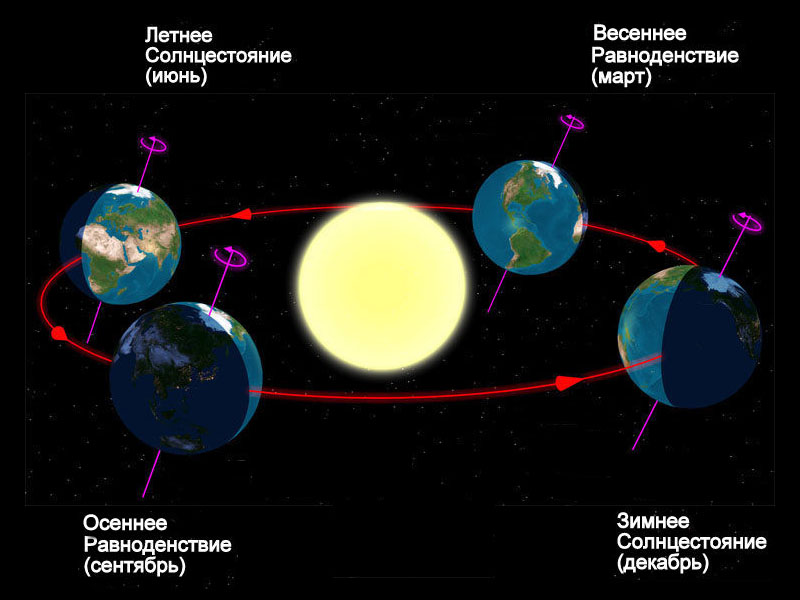 Летнее
Солнцестояние
(июнь)
Весеннее
Равноденствие
(март)
Осеннее
Равноденствие
(сентябрь)
Зимнее
Солнцестояние
(декабрь)